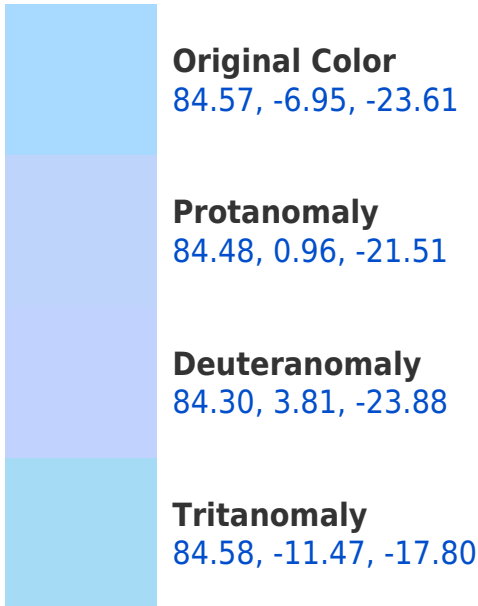 Original Color
84.57, -6.95, -23.61
Protanomaly
84.48, 0.96, -21.51
Deuteranomaly
84.30, 3.81, -23.88
Tritanomaly
84.58, -11.47, -17.80